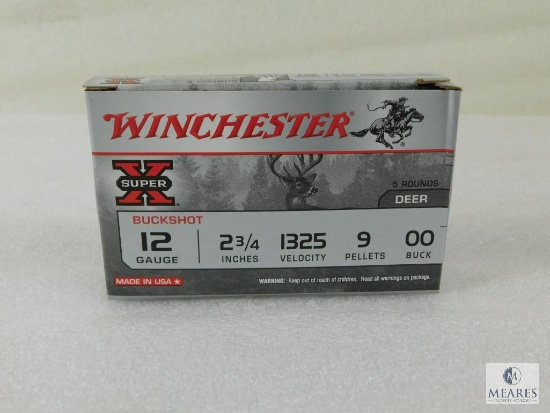 WINCHESTER
SUPER X
5 ROUNDS
DEER
BUCKSHOT
12 2 3/4 1325 9 00
GAUGE INCHES VELOCITY PELLETS BUCK
MADE IN USA ★
WARNING: Keep out of reach of children. Read all warnings on package.
MEARES